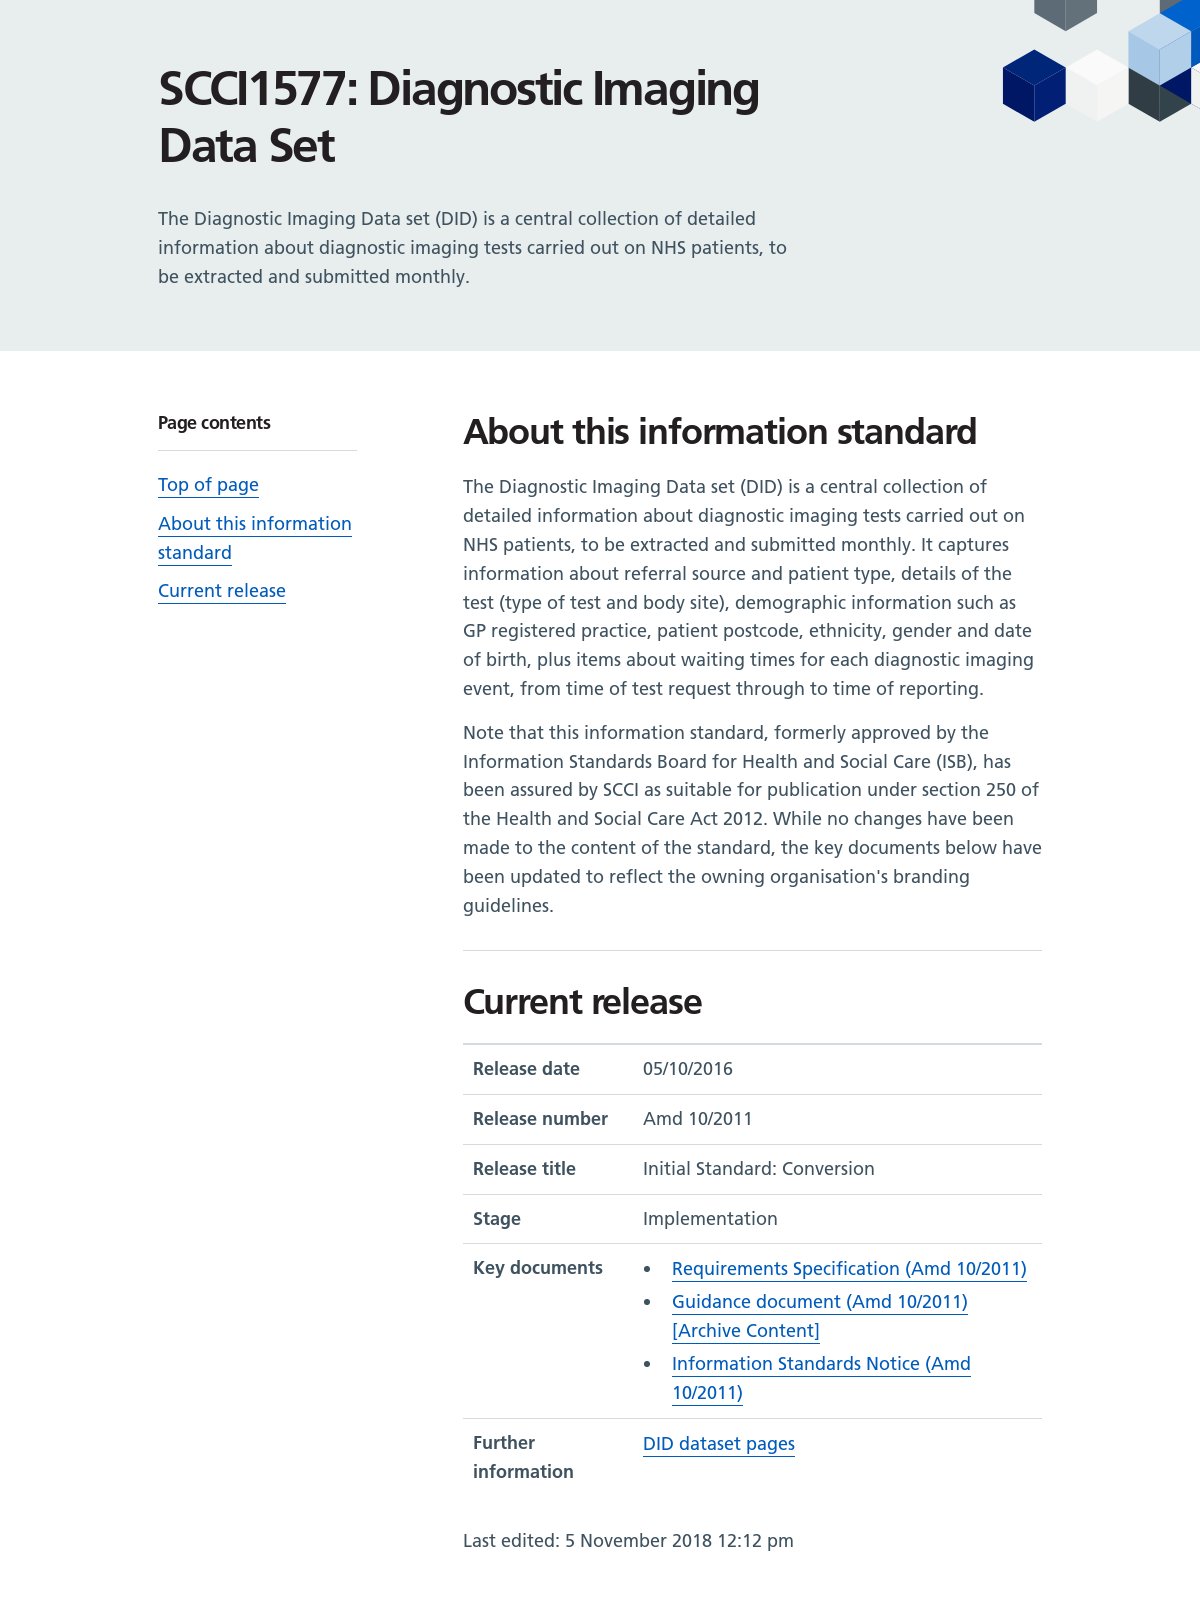 SCCI1577: Diagnostic Imaging
Data Set
The Diagnostic Imaging Data set (DID) is a central collection of detailed
information about diagnostic imaging tests carried out on NHS patients, to
be extracted and submitted monthly.
Page contents
Top of page
About this information
standard
Current release
About this information standard
The Diagnostic Imaging Data set (DID) is a central collection of
detailed information about diagnostic imaging tests carried out on
NHS patients, to be extracted and submitted monthly. It captures
information about referral source and patient type, details of the
test (type of test and body site), demographic information such as
GP registered practice, patient postcode, ethnicity, gender and date
of birth, plus items about waiting times for each diagnostic imaging
event, from time of test request through to time of reporting.
Note that this information standard, formerly approved by the
Information Standards Board for Health and Social Care (ISB), has
been assured by SCCI as suitable for publication under section 250 of
the Health and Social Care Act 2012. While no changes have been
made to the content of the standard, the key documents below have
been updated to reflect the owning organisation's branding
guidelines.
Current release
Release date 05/10/2016
Release number Amd 10/2011
Release title Initial Standard: Conversion
Stage Implementation
Key documents • Requirements Specification (Amd 10/2011)
• Guidance document (Amd 10/2011)
[Archive Content]
• Information Standards Notice (Amd
10/2011)
Further DID dataset pages
information
Last edited: 5 November 2018 12:12 pm